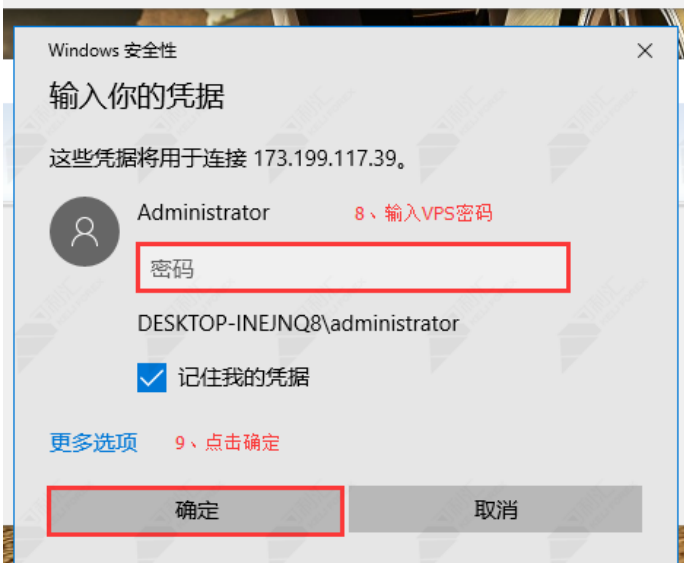 Windows 安全性
输入你的凭据
这些凭据将用于连接 173.199.117.39。
Administrator
8、输入VPS密码
密码
DESKTOP-INEJNQ8\administrator
记住我的凭据
更多选项
9、点击确定
确定
取消